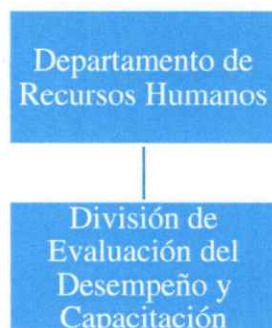 Departamento de
Recursos Humanos
División de
Evaluación del
Desempeño y
Capacitación